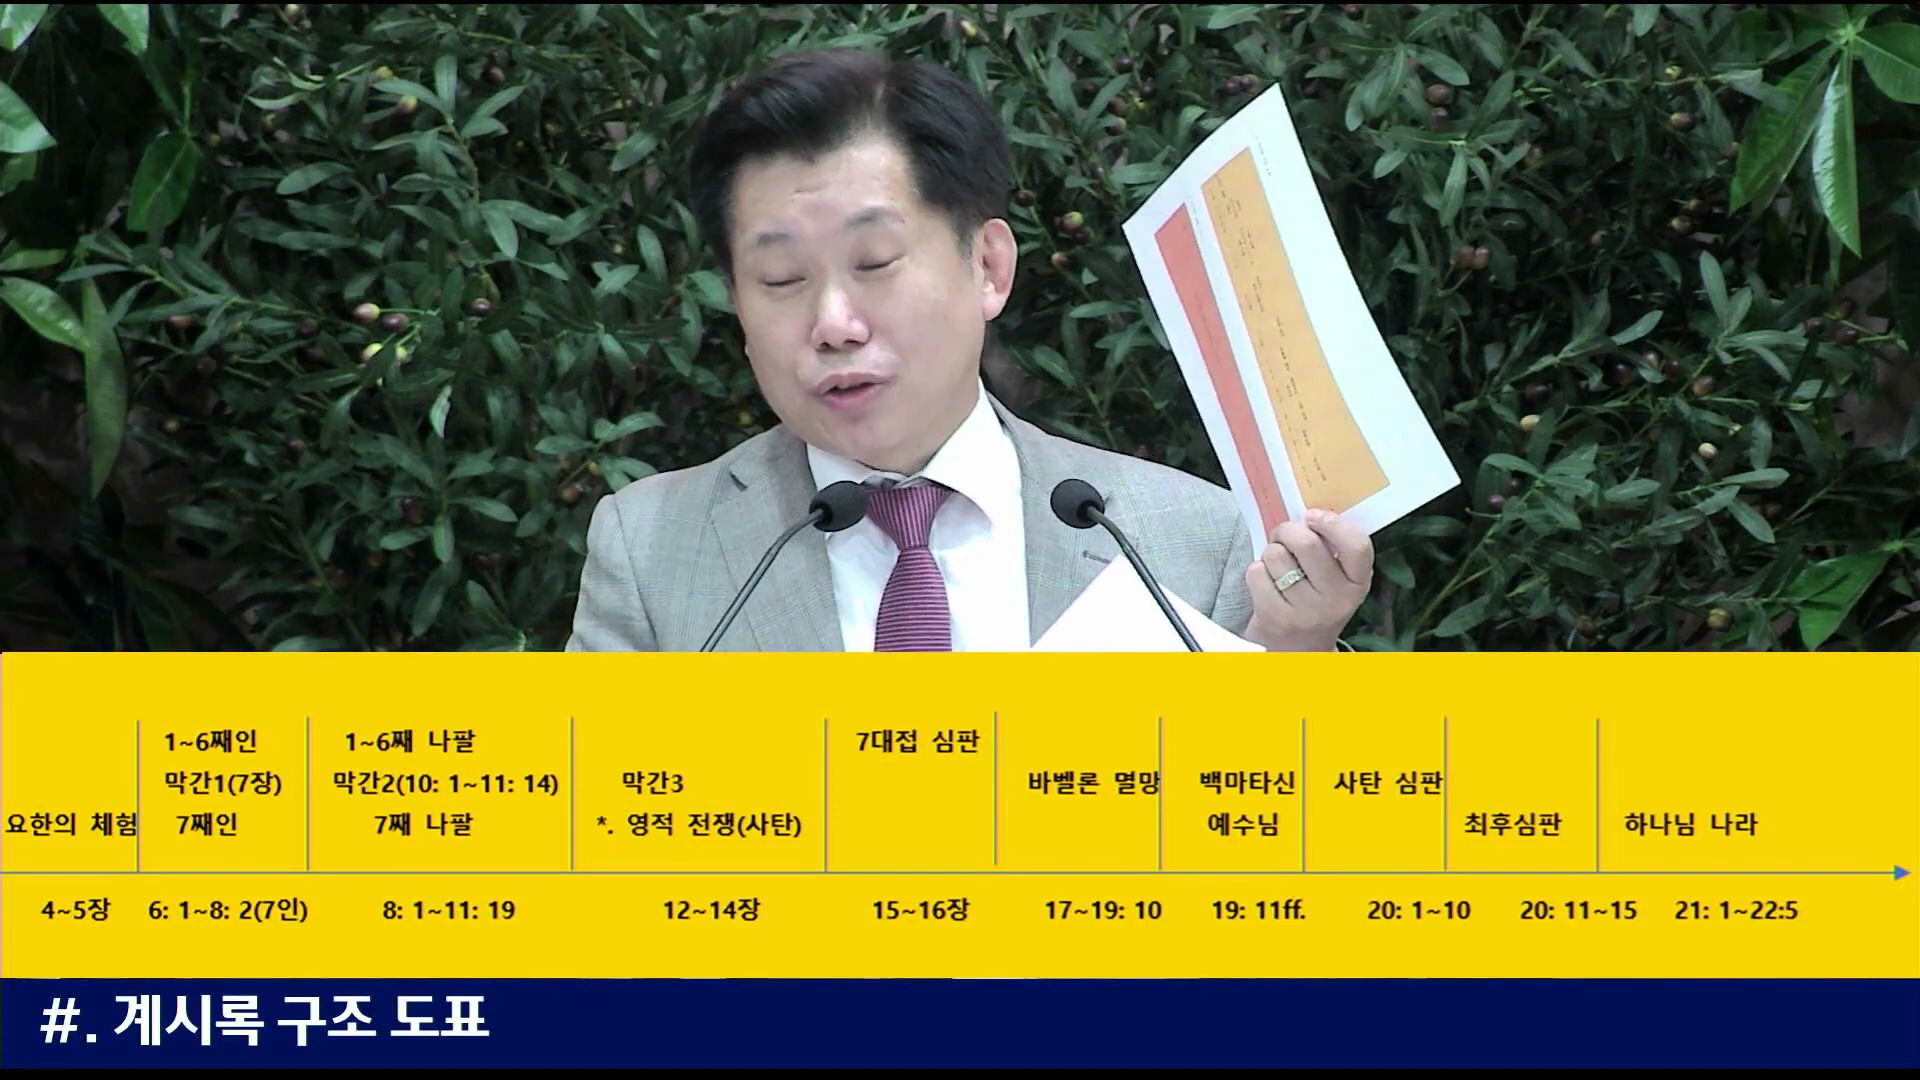 1~6째인
1~6째 나팔
7대접 심판
막간1(7장)
막간2(10: 1~11: 14)
막간3
바벨론 멸망
백마타신
사탄 심판
요한의 체험
7째인
7째 나팔
*. 영적 전쟁(사탄)
예수님
최후심판
하나님 나라
4~5장
6: 1~8: 2(7인)
8: 1~11: 19
12~14장
15~16장
17~19: 10
19: 11ff.
20: 1~10
20: 11~15
21: 1~22:5
#. 계시록 구조 도표